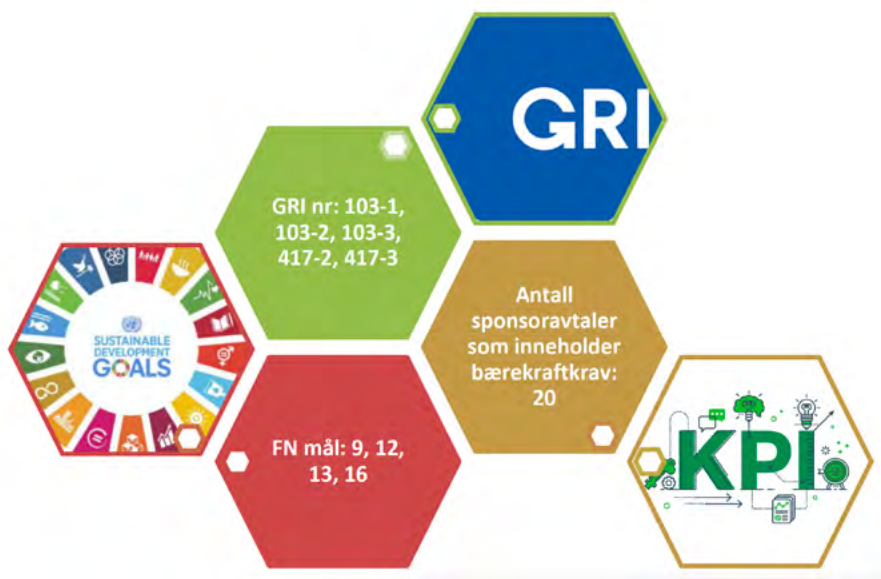 GRI
GRI nr: 103-1,
103-2, 103-3,
417-2, 417-3
SUSTAINABLE
DEVELOPMENT
GOALS
Antall
sponsoravtaler
som inneholder
bærekraftkrav:
20
FN mål: 9, 12,
13, 16
KPI